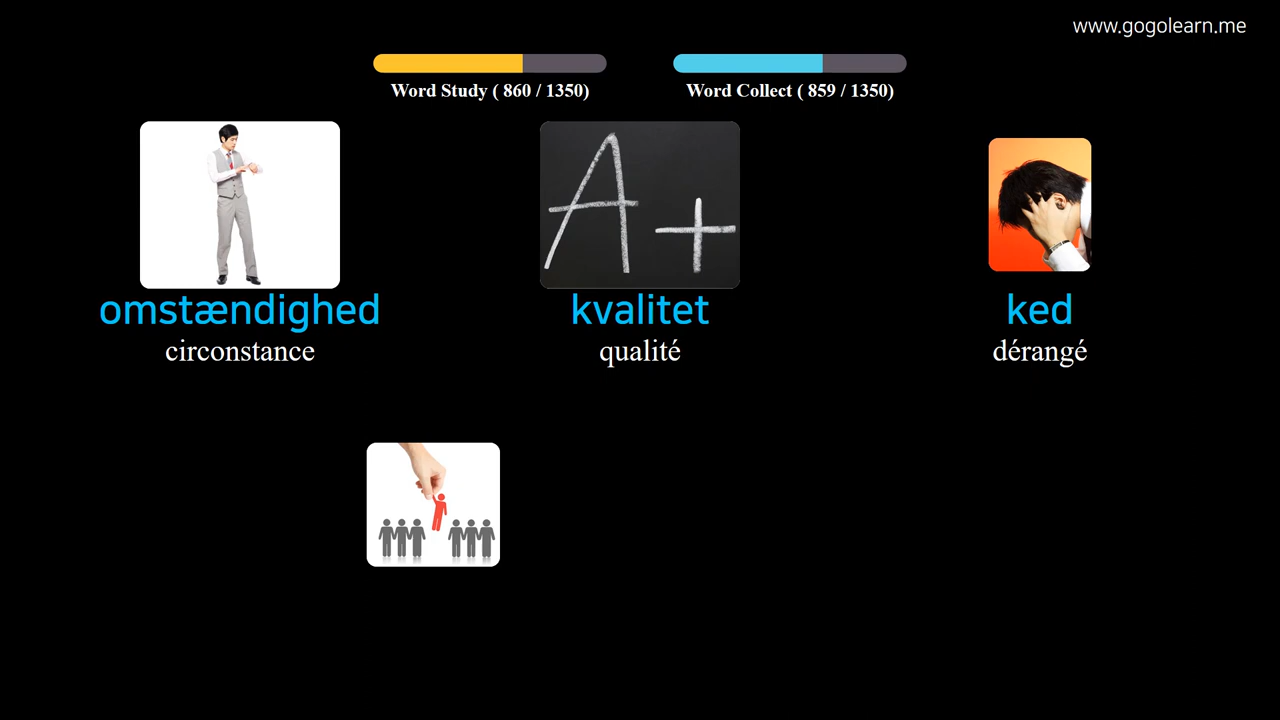 www.gogolearn.me
Word Study ( 860 / 1350)
Word Collect ( 859 / 1350)
A+
omstændighed
kvalitet
ked
circonstance
qualité
dérangé